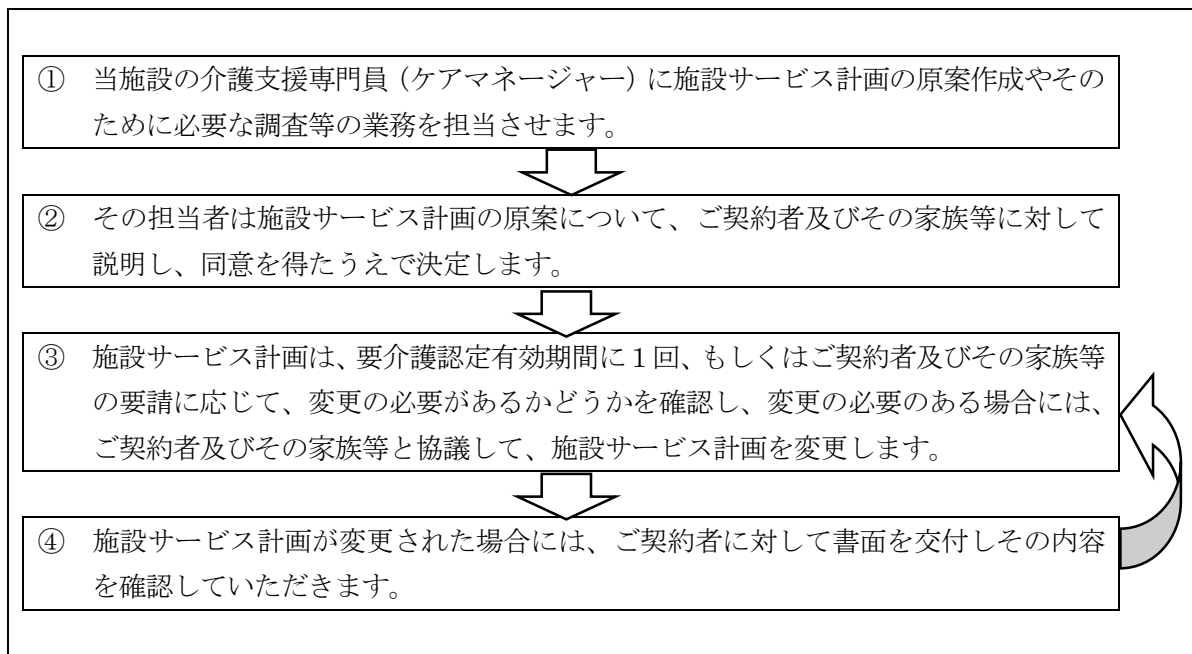 ① 当施設の介護支援専門員(ケアマネージャー)に施設サービス計画の原案作成やその
ために必要な調査等の業務を担当させます。
② その担当者は施設サービス計画の原案について、ご契約者及びその家族等に対して
説明し、同意を得たうえで決定します。
③ 施設サービス計画は、要介護認定有効期間に1回、もしくはご契約者及びその家族等
の要請に応じて、変更の必要があるかどうかを確認し、変更の必要のある場合には、
ご契約者及びその家族等と協議して、施設サービス計画を変更します。
④ 施設サービス計画が変更された場合には、ご契約者に対して書面を交付しその内容
を確認していただきます。